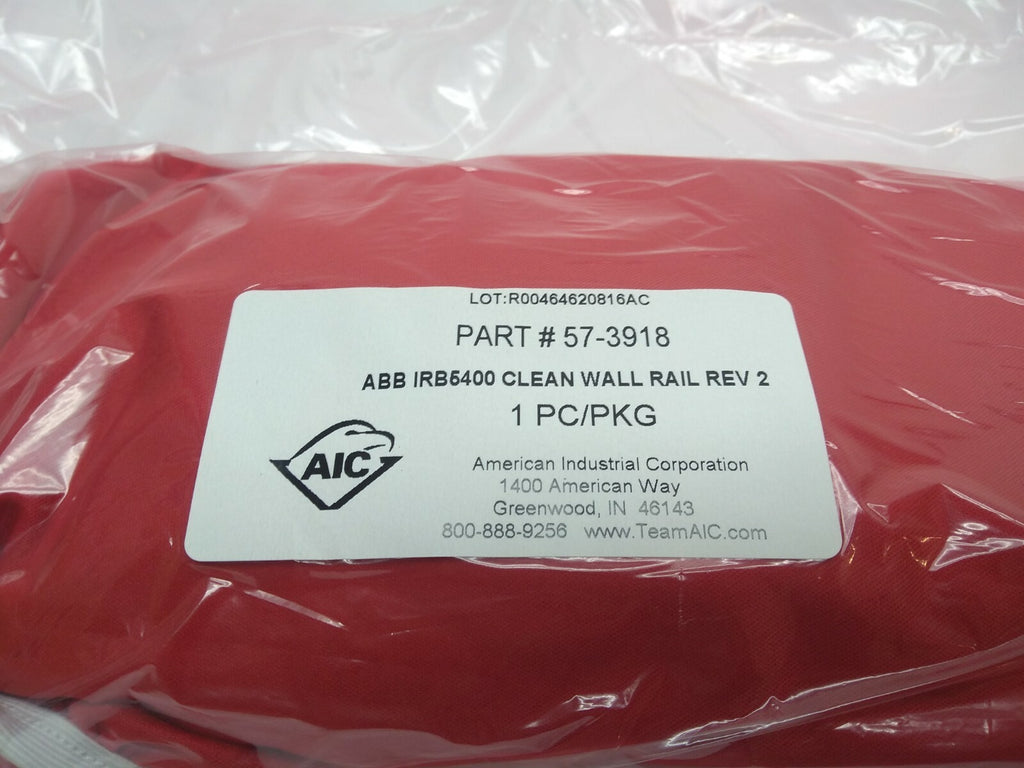 LOT:R00464620816AC
PART # 57-3918
ABB IRB5400 CLEAN WALL RAIL REV 2
1 PC/PKG
AIC
American Industrial Corporation
1400 American Way
Greenwood, IN 46143
800-888-9256 www.TeamAIC.com